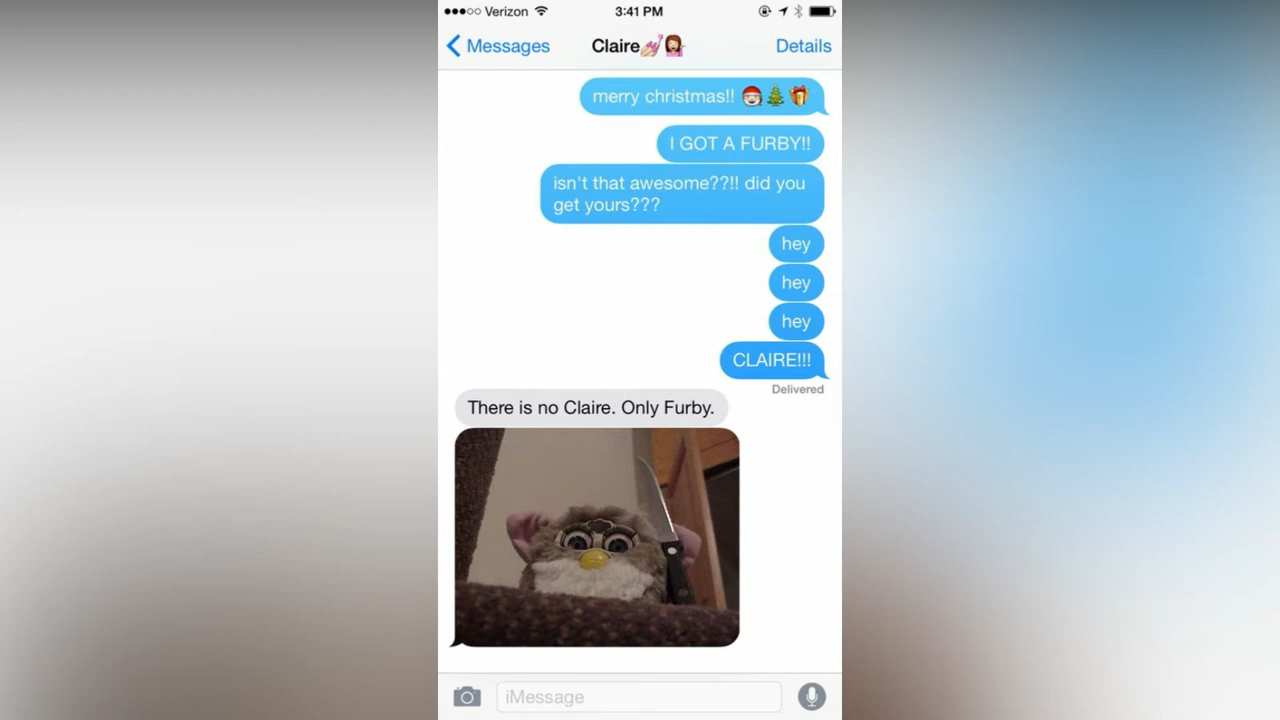 Verizon 3:41 PM
Messages Claire💅💁 Details
merry christmas!! 🎅🎄🎁
I GOT A FURBY!!
isn't that awesome??!! did you
get yours???
hey
hey
hey
CLAIRE!!!
Delivered
There is no Claire. Only Furby.
iMessage